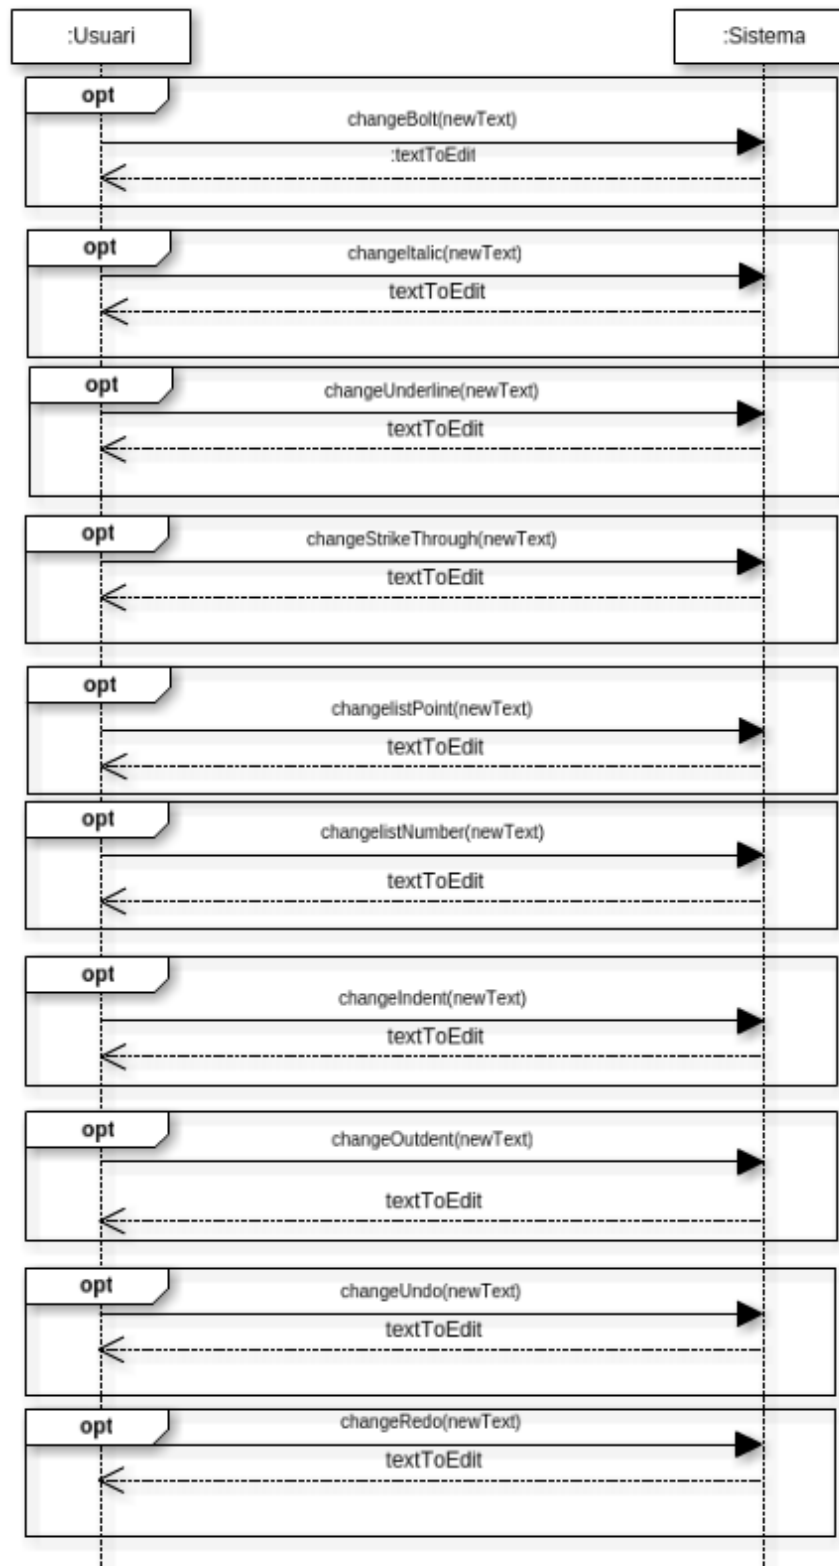 :Usuari
:Sistema
opt
changeBolt(newText)
:textToEdit
opt
changeItalic(newText)
textToEdit
opt
changeUnderline(newText)
textToEdit
opt
changeStrikeThrough(newText)
textToEdit
opt
changelistPoint(newText)
textToEdit
opt
changelistNumber(newText)
textToEdit
opt
changeIndent(newText)
textToEdit
opt
changeOutdent(newText)
textToEdit
opt
changeUndo(newText)
textToEdit
opt
changeRedo(newText)
textToEdit